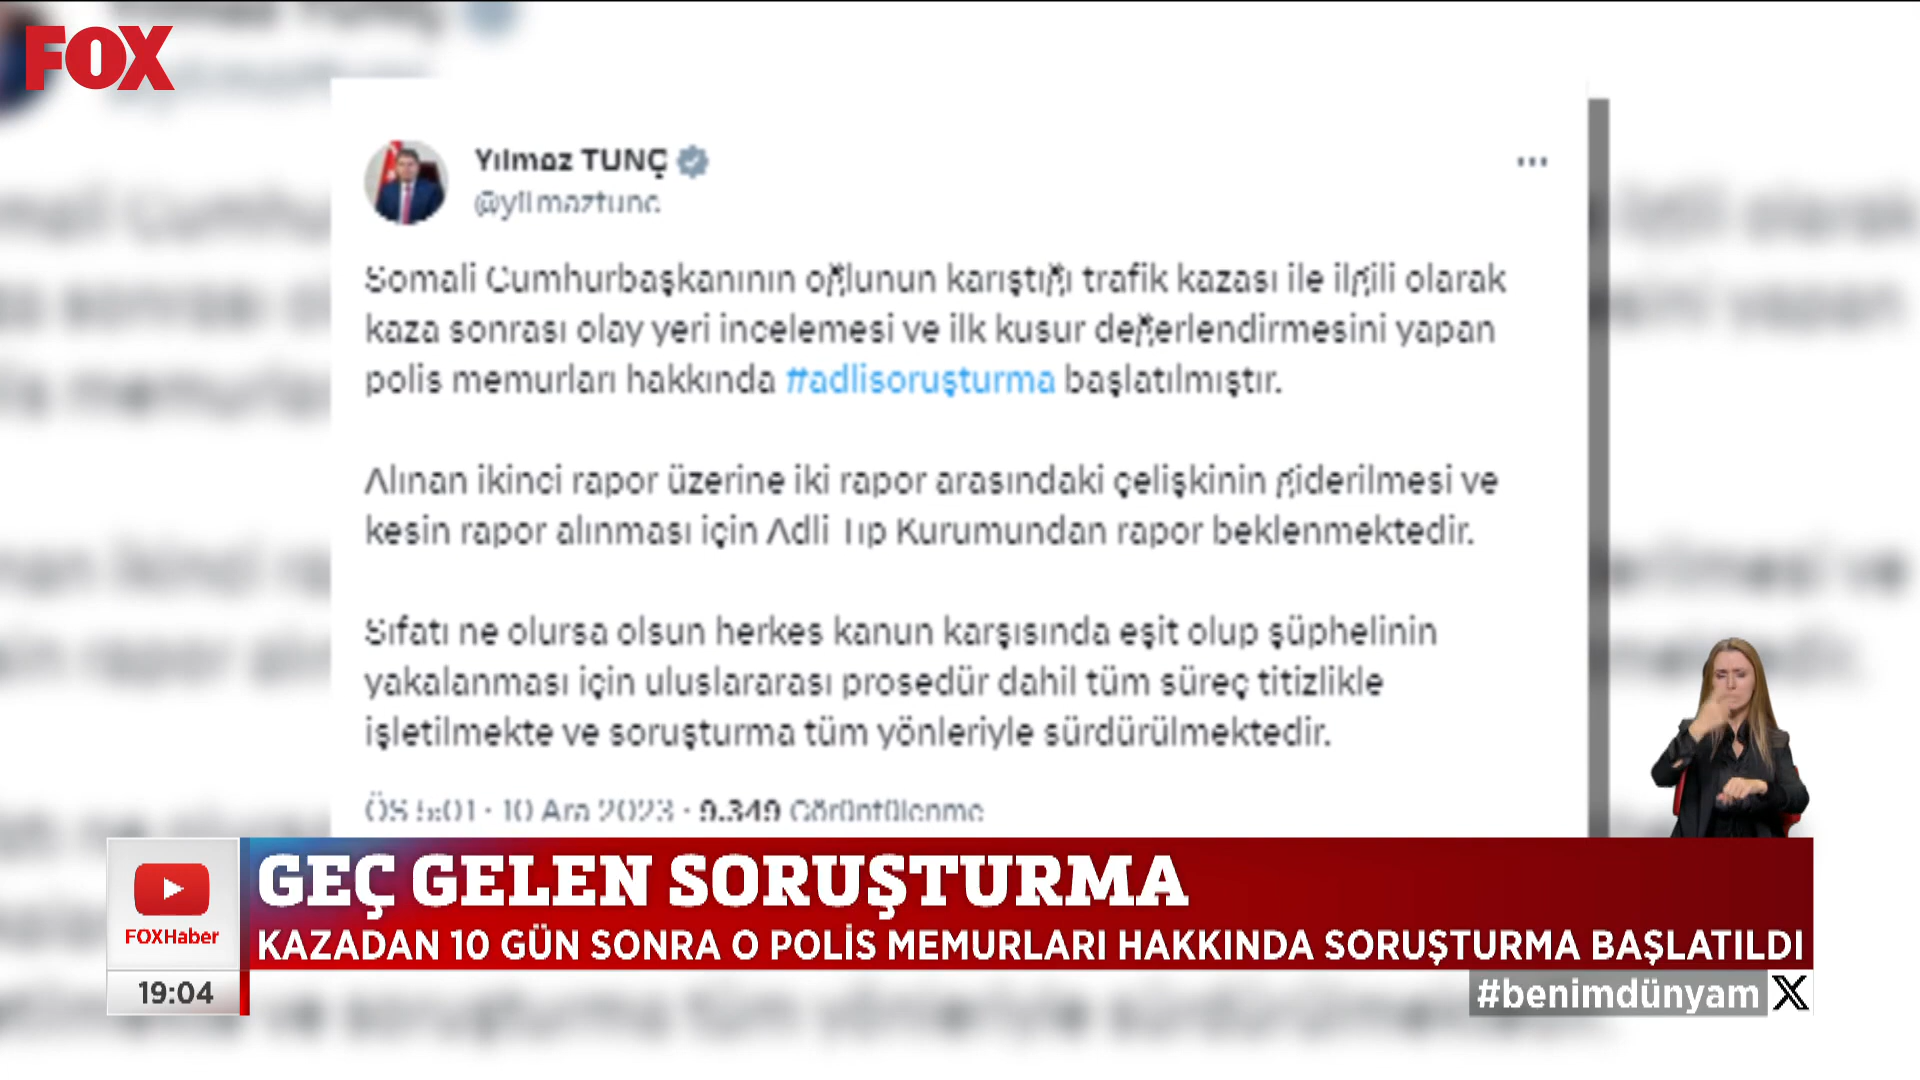 FOX
Yılmaz TUNÇ
@yilmaztunc
Somali Cumhurbaşkanının oğlunun karıştığı trafik kazası ile ilgili olarak
kaza sonrası olay yeri incelemesi ve ilk kusur değerlendirmesini yapan
polis memurları hakkında #adlisoruşturma başlatılmıştır.
Alınan ikinci rapor üzerine iki rapor arasındaki çelişkinin giderilmesi ve
kesin rapor alınması için Adli Tıp Kurumundan rapor beklenmektedir.
Sıfatı ne olursa olsun herkes kanun karşısında eşit olup şüphelinin
yakalanması için uluslararası prosedür dahil tüm süreç titizlikle
işletilmekte ve soruşturma tüm yönleriyle sürdürülmektedir.
ÖS 5:01 · 10 Ara 2023 · 9.349 Görüntülenme
GEÇ GELEN SORUŞTURMA
FOXHaber
KAZADAN 10 GÜN SONRA O POLİS MEMURLARI HAKKINDA SORUŞTURMA BAŞLATILDI
19:04
#benimdünyam X